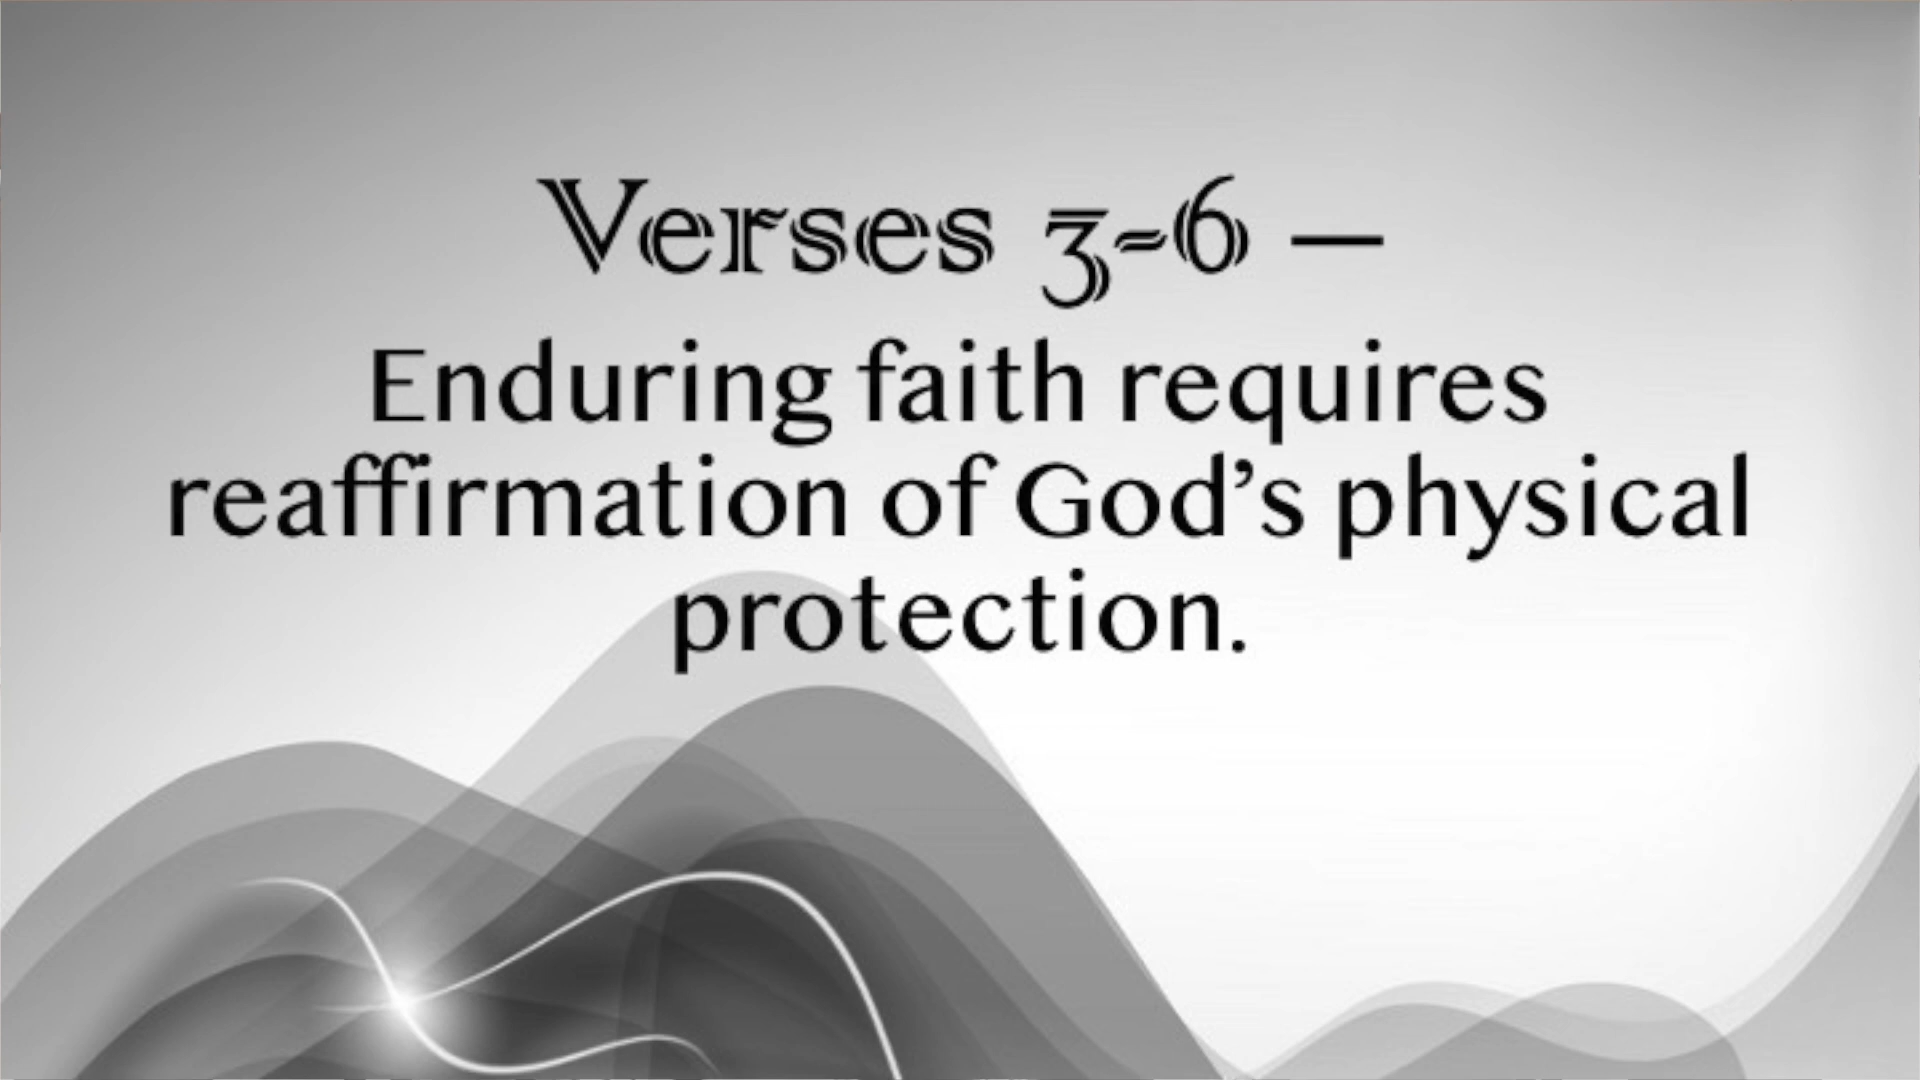 Verses 3-6 —
Enduring faith requires
reaffirmation of God’s physical
protection.